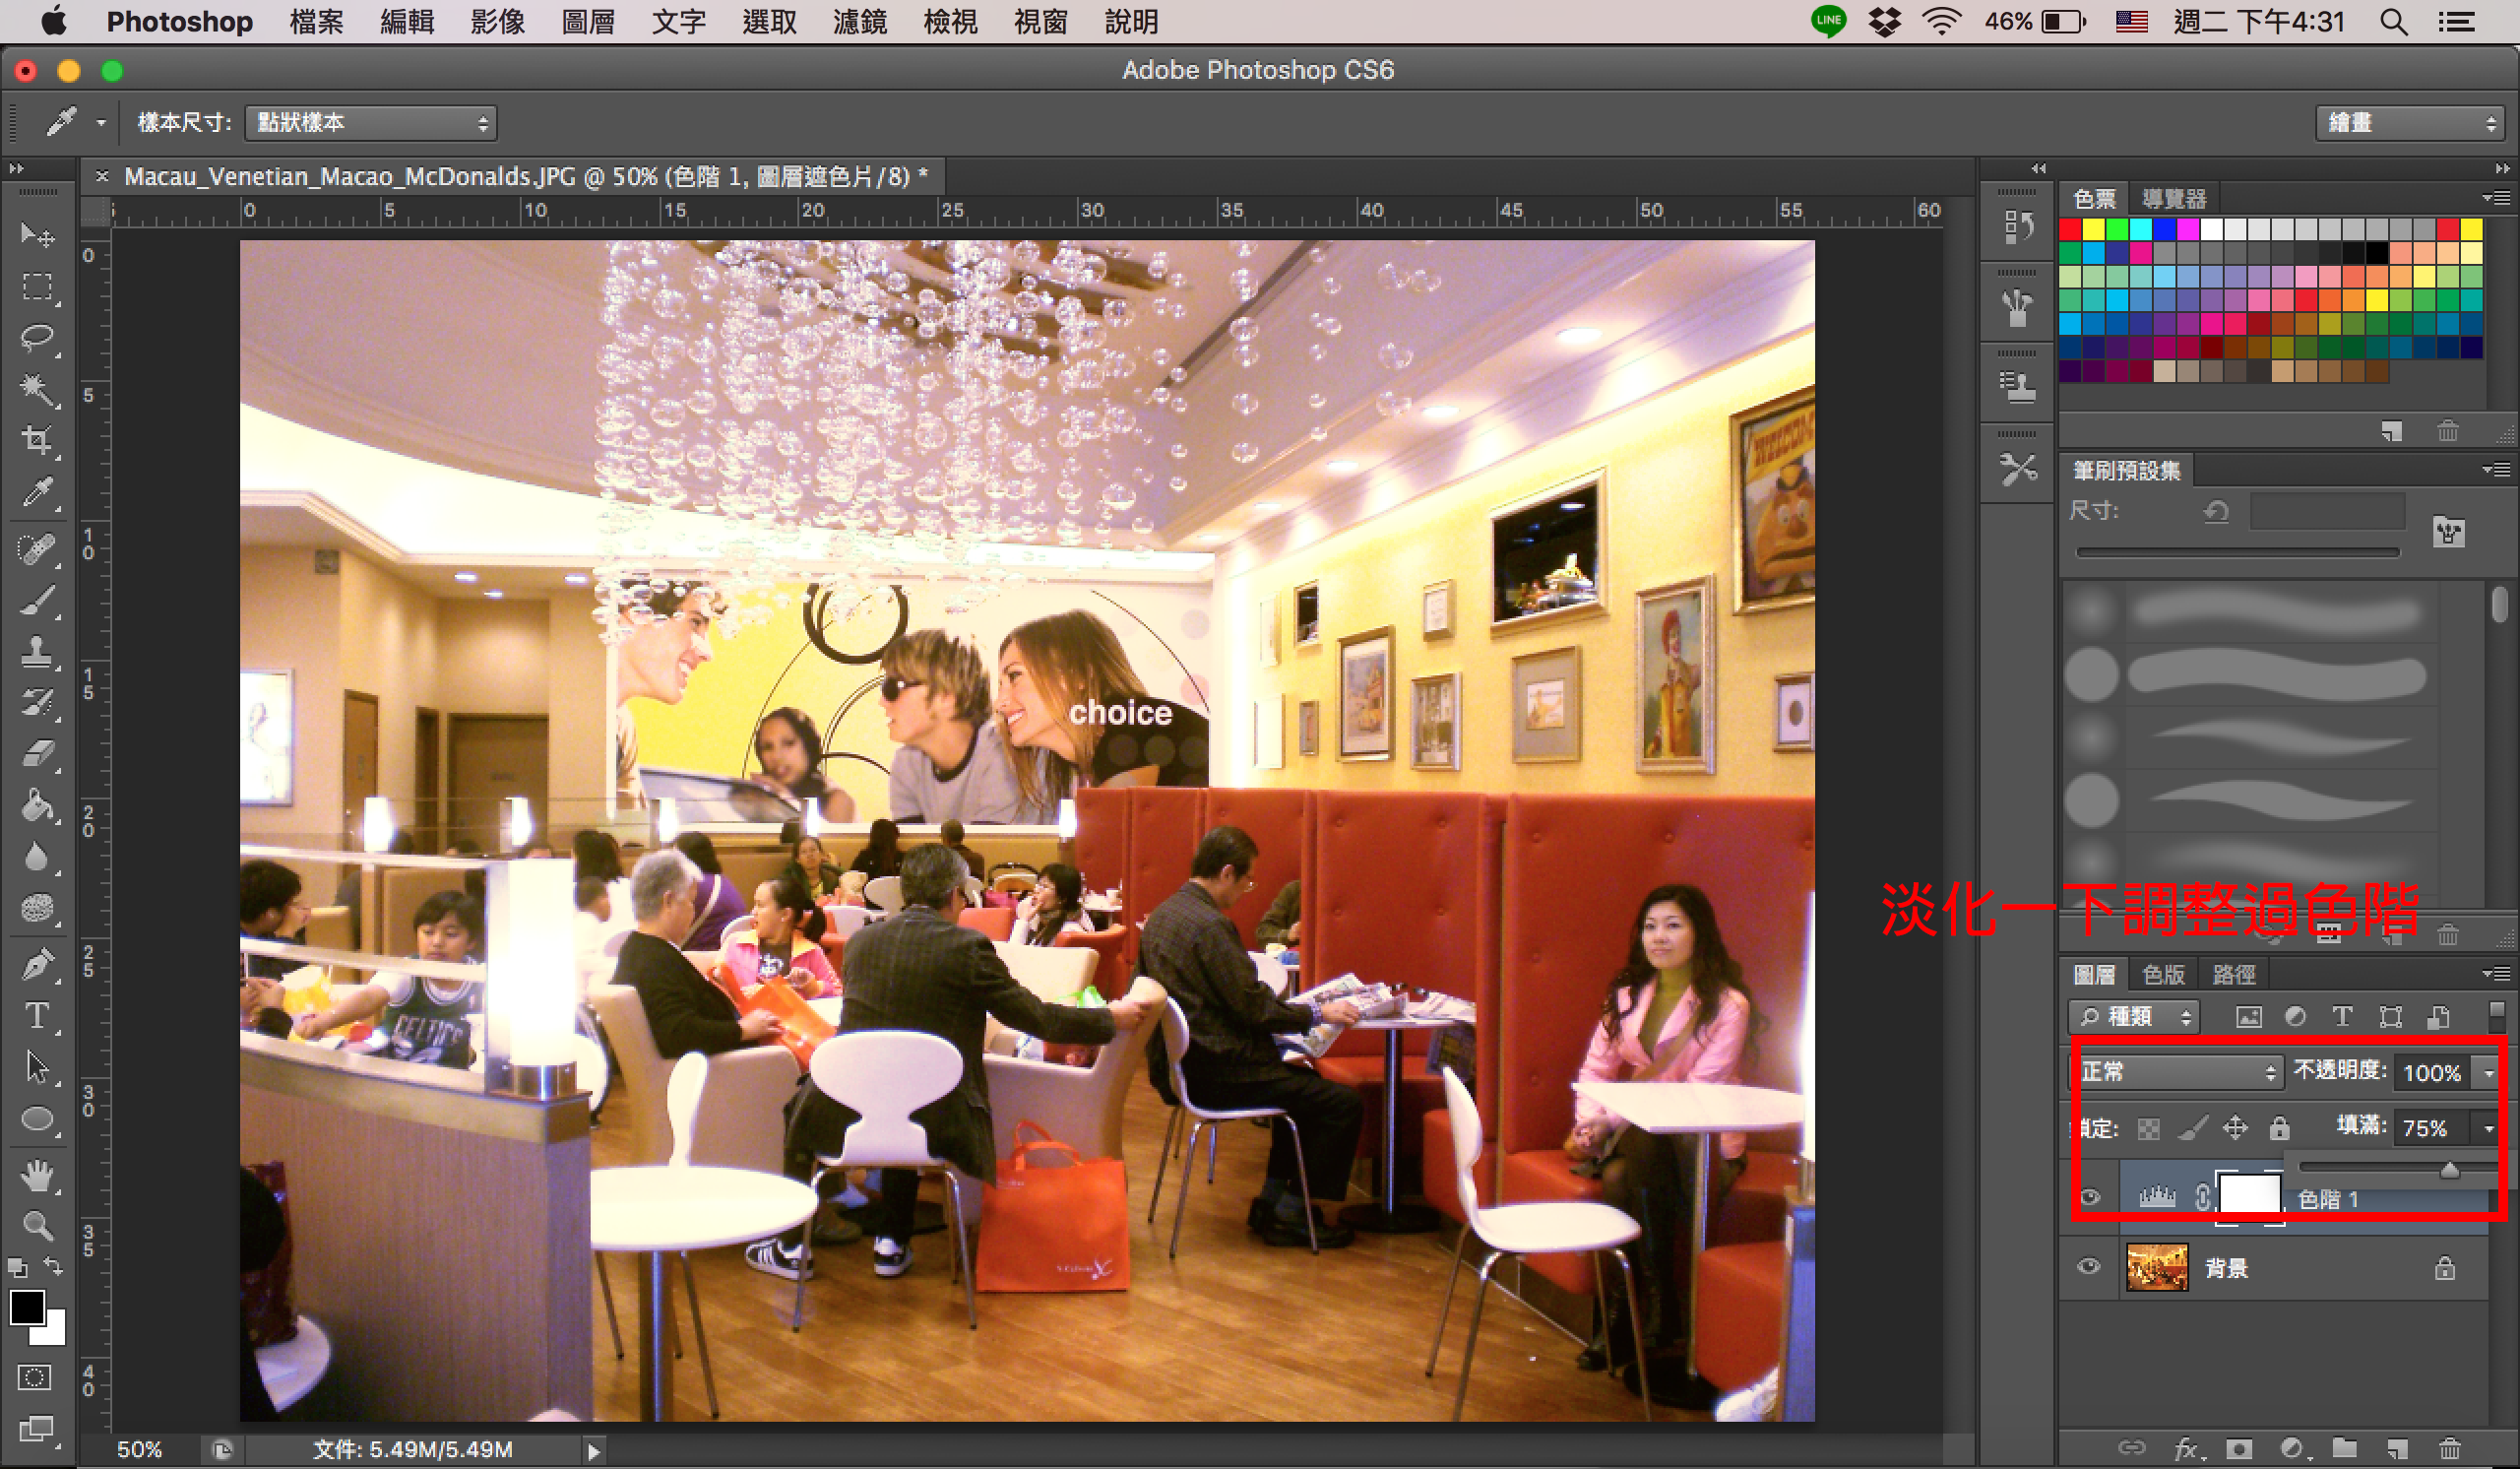 Photoshop 檔案 編輯 影像 圖層 文字 選取 濾鏡 檢視 視窗 說明
LINE 46% 週二 下午4:31
Adobe Photoshop CS6
樣本尺寸: 點狀樣本 繪畫
× Macau_Venetian_Macao_McDonalds.JPG @ 50% (色階 1, 圖層遮色片/8) *
0 5 10 15 20 25 30 35 40 45 50 55 60
0
5
10
15
20
25
30
35
40
色票 導覽器
筆刷預設集
尺寸:
WELCOM
choice
CELTICS
淡化一下調整過色階
圖層 色版 路徑
種類
正常 不透明度: 100%
鎖定: 填滿: 75%
色階 1
背景
50% 文件: 5.49M/5.49M
fx